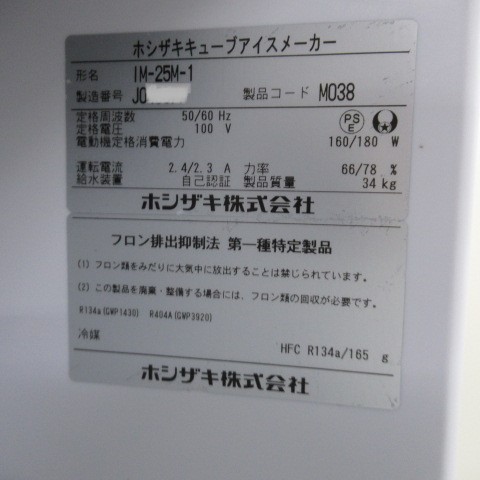 ホシザキキューブアイスメーカー
形名 IM-25M-1
製造番号 J0 製品コード M038
定格周波数 50/60 Hz
定格電圧 100 V
電動機定格消費電力 160/180 W
PSE
運転電流 2.4/2.3 A 力率 66/78 %
給水装置 自己認証 製品質量 34 kg
ホシザキ株式会社
フロン排出抑制法 第一種特定製品
(1) フロン類をみだりに大気中に放出することは禁じられています。
(2) この製品を廃棄・整備する場合には、フロン類の回収が必要です。
R134a(GWP1430) R404A(GWP3920)
冷媒 HFC R134a/165 g
ホシザキ株式会社